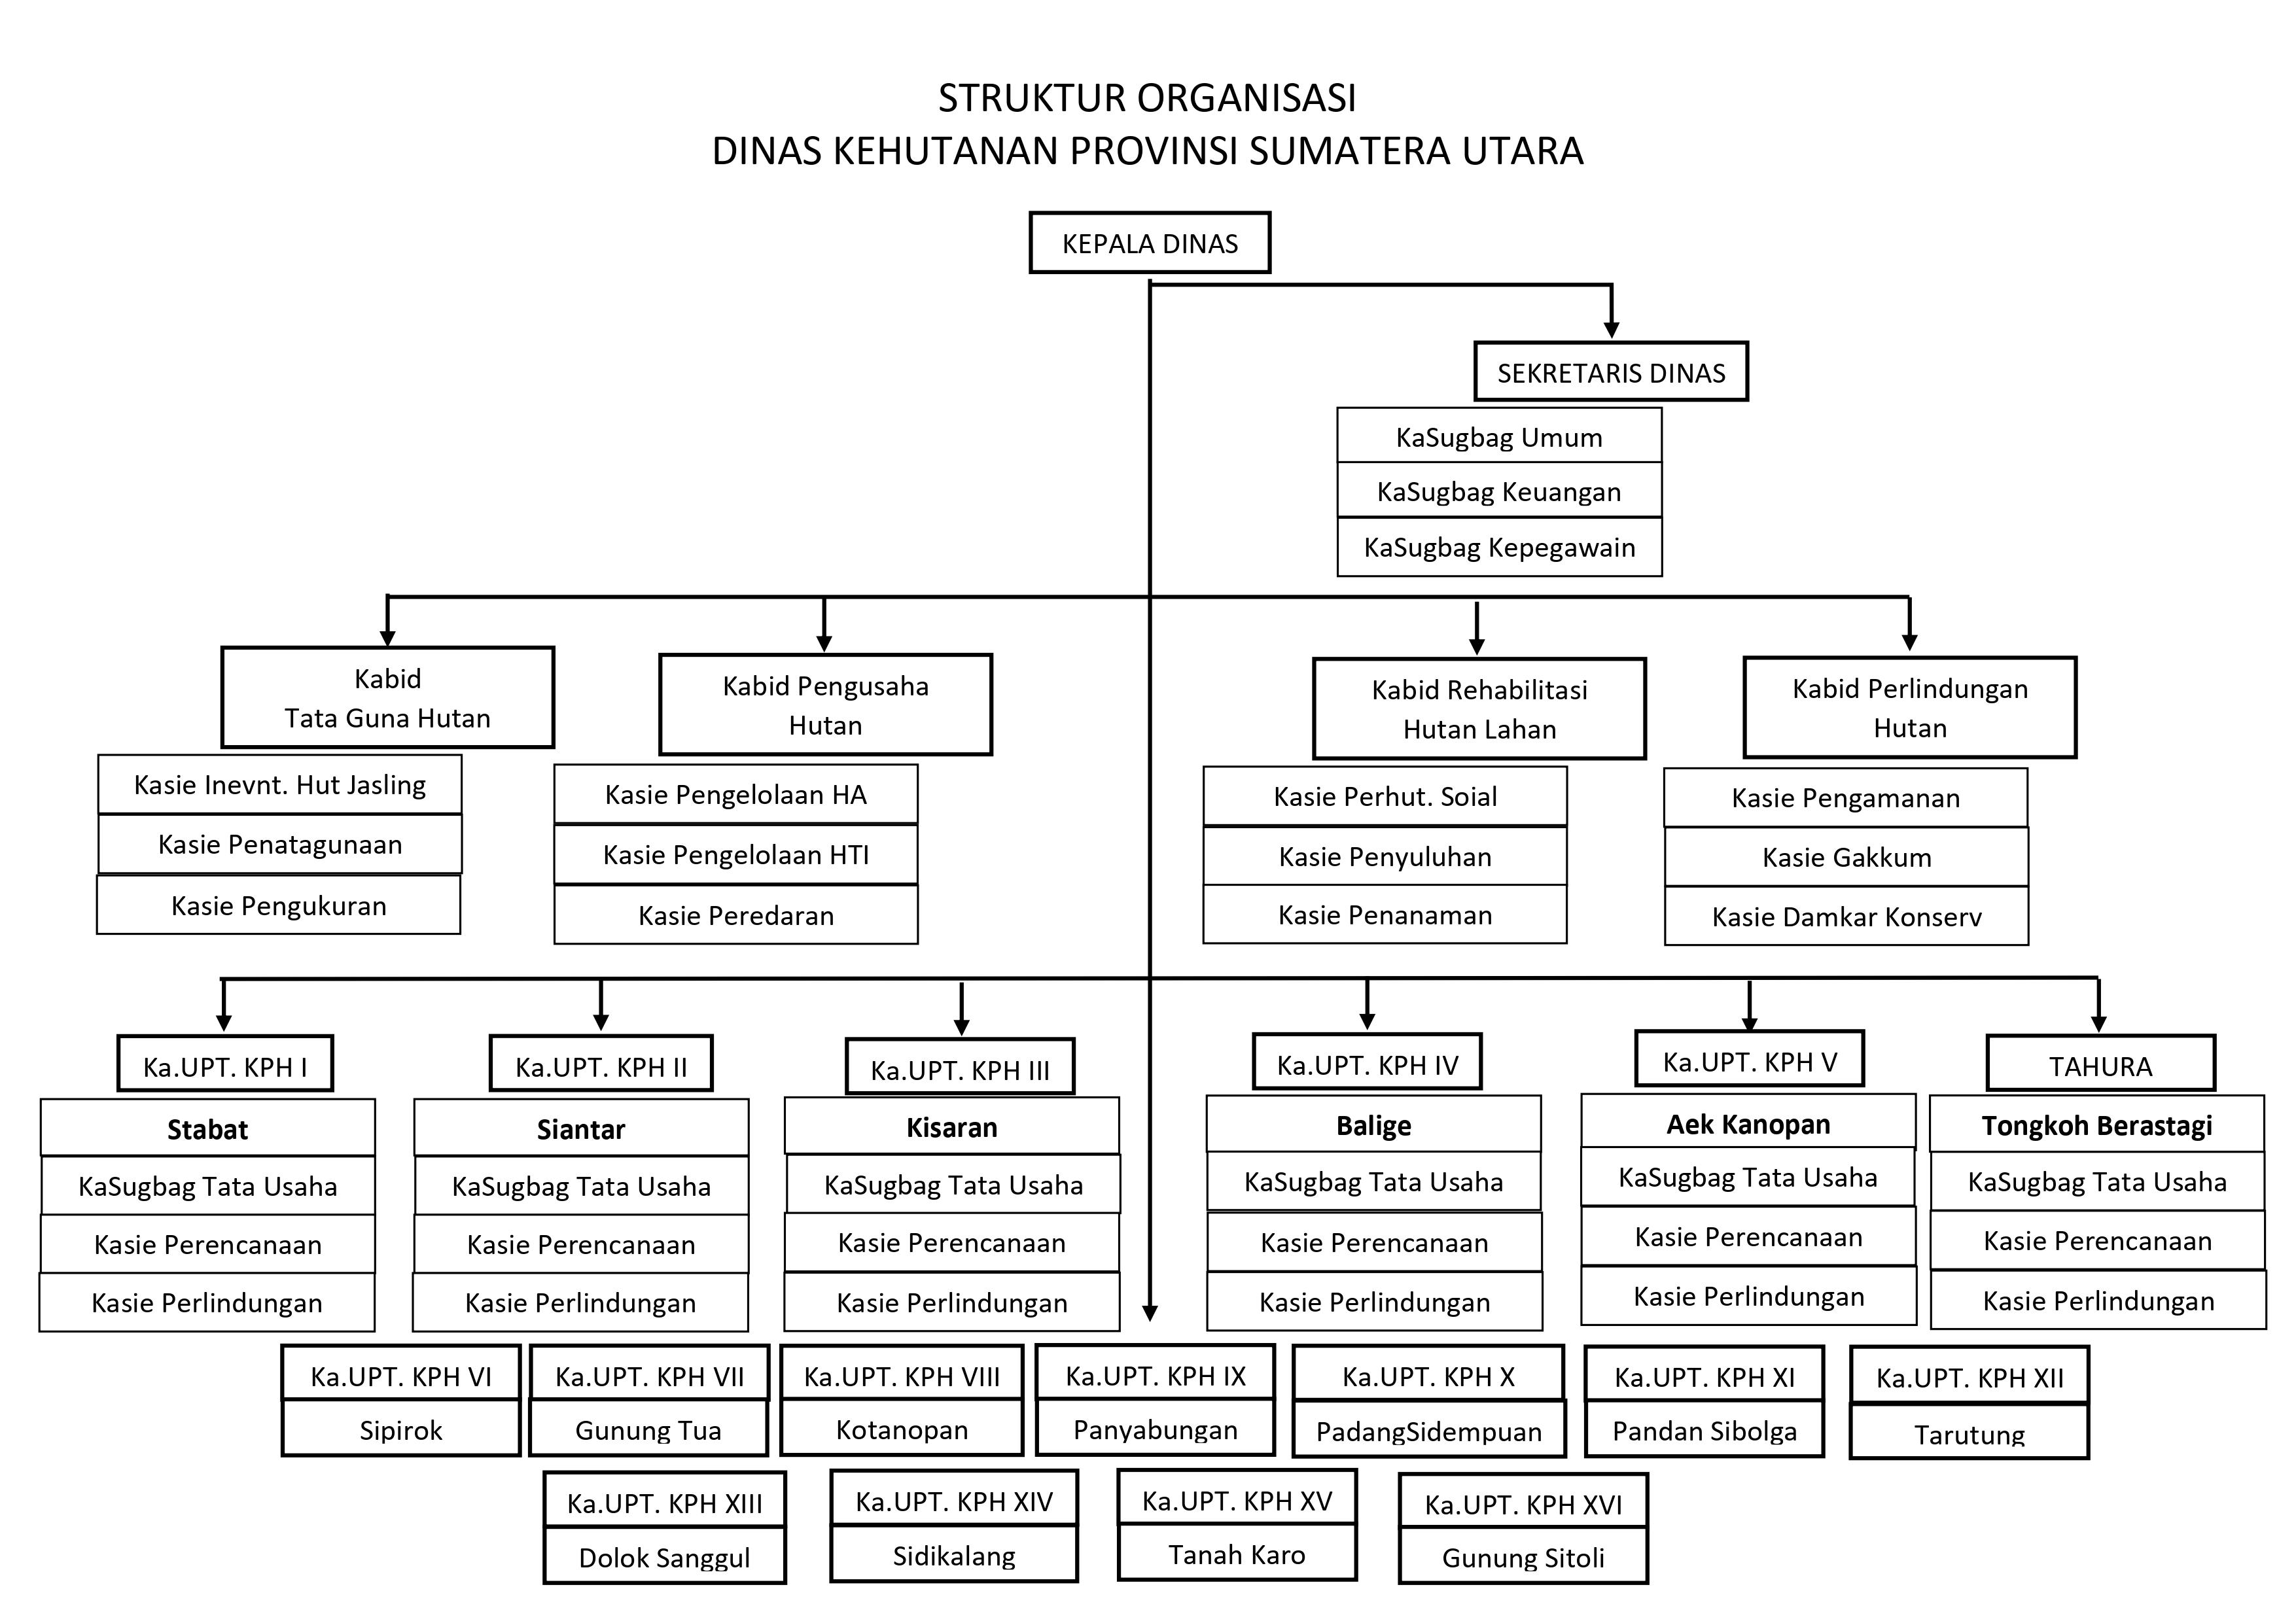 STRUKTUR ORGANISASI
DINAS KEHUTANAN PROVINSI SUMATERA UTARA
KEPALA DINAS
SEKRETARIS DINAS
KaSugbag Umum
KaSugbag Keuangan
KaSugbag Kepegawain
Kabid
Tata Guna Hutan
Kasie Inevnt. Hut Jasling
Kasie Penatagunaan
Kasie Pengukuran
Kabid Pengusaha
Hutan
Kasie Pengelolaan HA
Kasie Pengelolaan HTI
Kasie Peredaran
Kabid Rehabilitasi
Hutan Lahan
Kasie Perhut. Soial
Kasie Penyuluhan
Kasie Penanaman
Kabid Perlindungan
Hutan
Kasie Pengamanan
Kasie Gakkum
Kasie Damkar Konserv
Ka.UPT. KPH I
Stabat
KaSugbag Tata Usaha
Kasie Perencanaan
Kasie Perlindungan
Ka.UPT. KPH II
Siantar
KaSugbag Tata Usaha
Kasie Perencanaan
Kasie Perlindungan
Ka.UPT. KPH III
Kisaran
KaSugbag Tata Usaha
Kasie Perencanaan
Kasie Perlindungan
Ka.UPT. KPH IV
Balige
KaSugbag Tata Usaha
Kasie Perencanaan
Kasie Perlindungan
Ka.UPT. KPH V
Aek Kanopan
KaSugbag Tata Usaha
Kasie Perencanaan
Kasie Perlindungan
TAHURA
Tongkoh Berastagi
KaSugbag Tata Usaha
Kasie Perencanaan
Kasie Perlindungan
Ka.UPT. KPH VI
Sipirok
Ka.UPT. KPH VII
Gunung Tua
Ka.UPT. KPH VIII
Kotanopan
Ka.UPT. KPH IX
Panyabungan
Ka.UPT. KPH X
PadangSidempuan
Ka.UPT. KPH XI
Pandan Sibolga
Ka.UPT. KPH XII
Tarutung
Ka.UPT. KPH XIII
Dolok Sanggul
Ka.UPT. KPH XIV
Sidikalang
Ka.UPT. KPH XV
Tanah Karo
Ka.UPT. KPH XVI
Gunung Sitoli